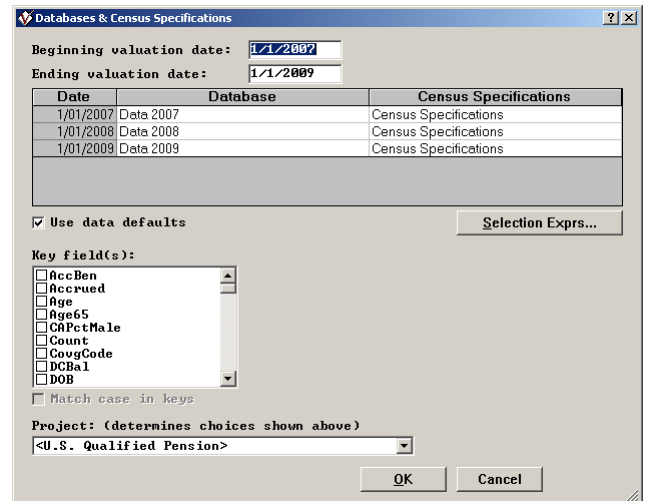 Databases & Census Specifications
Beginning valuation date: 1/1/2007
Ending valuation date: 1/1/2009
Date Database Census Specifications
1/01/2007 Data 2007 Census Specifications
1/01/2008 Data 2008 Census Specifications
1/01/2009 Data 2009 Census Specifications
Use data defaults Selection Exprs...
Key field(s):
AccBen
Accrued
Age
Age65
CAPctMale
Count
CovgCode
DCBal
DOB
Match case in keys
Project: (determines choices shown above)
<U.S. Qualified Pension>
OK Cancel